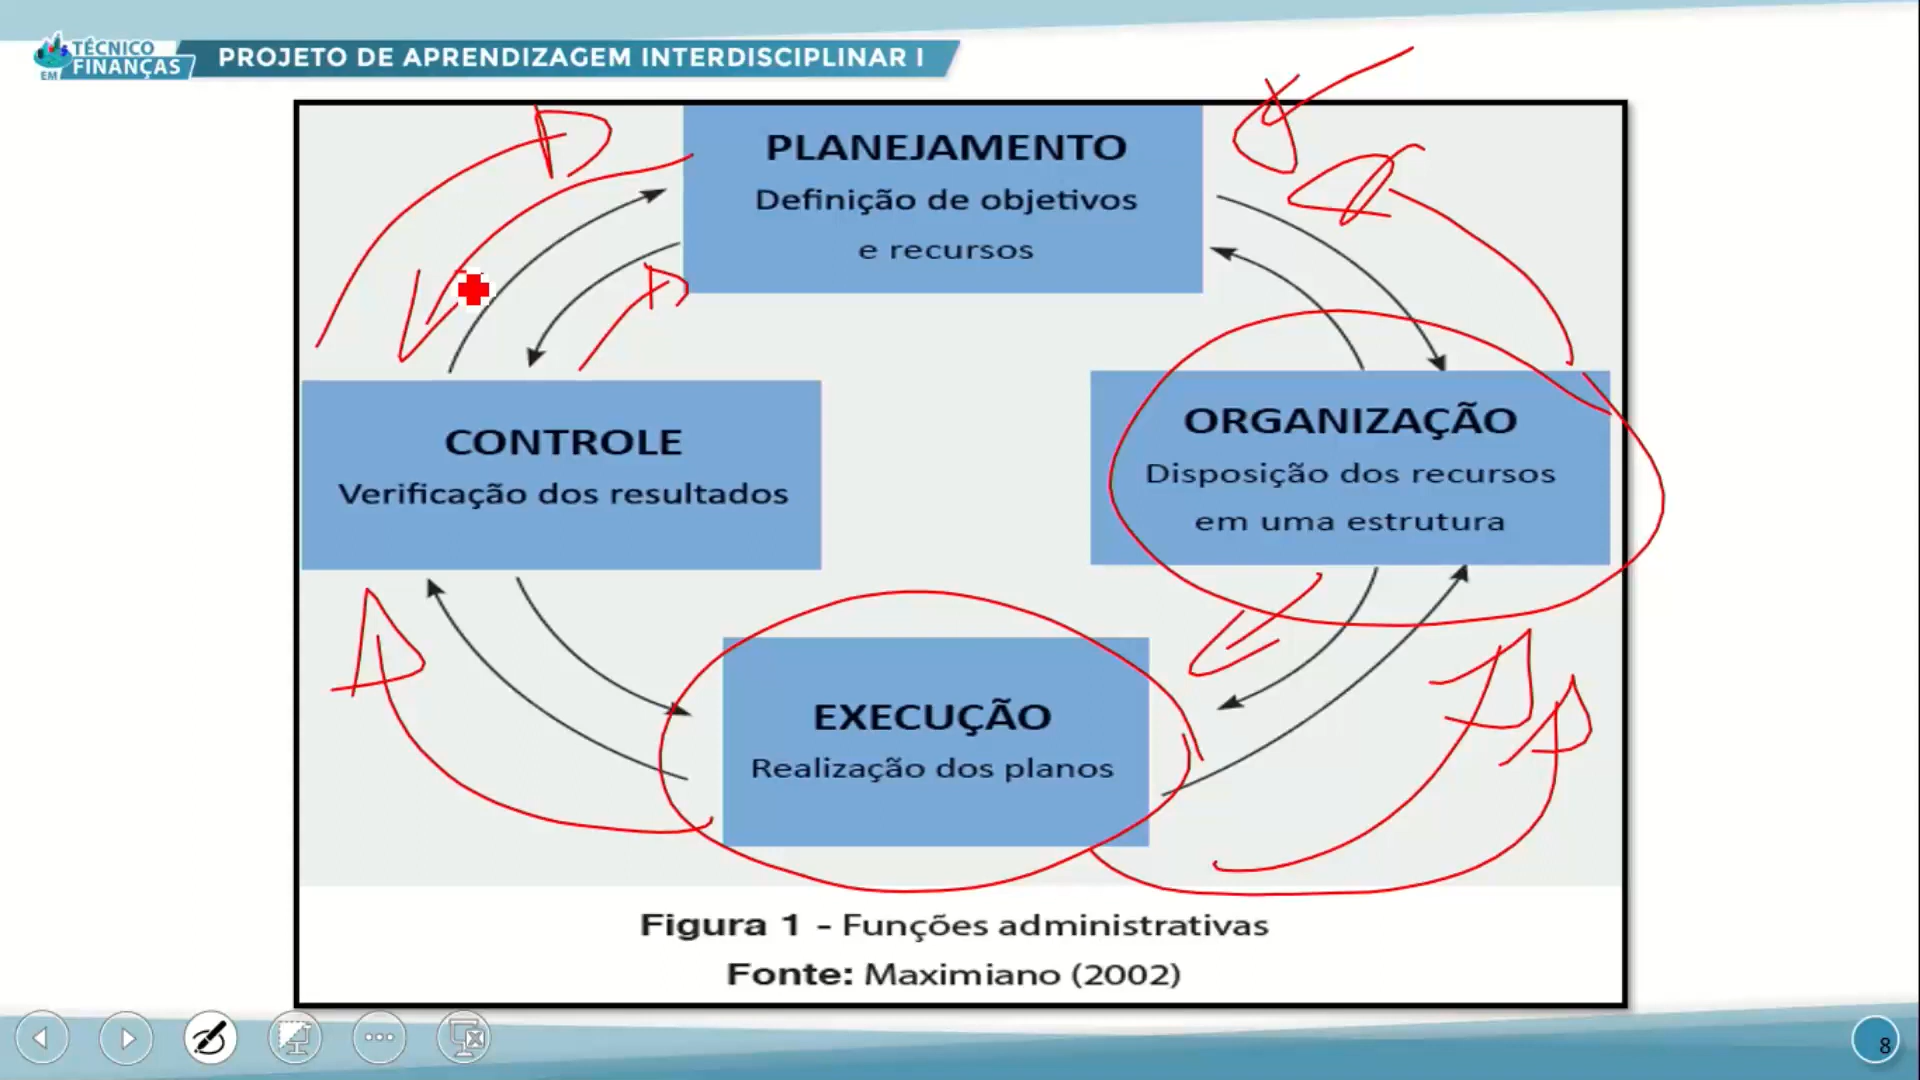 TÉCNICO
EM FINANÇAS
PROJETO DE APRENDIZAGEM INTERDISCIPLINAR I
PLANEJAMENTO
Definição de objetivos
e recursos
CONTROLE
Verificação dos resultados
ORGANIZAÇÃO
Disposição dos recursos
em uma estrutura
EXECUÇÃO
Realização dos planos
Figura 1 - Funções administrativas
Fonte: Maximiano (2002)
8